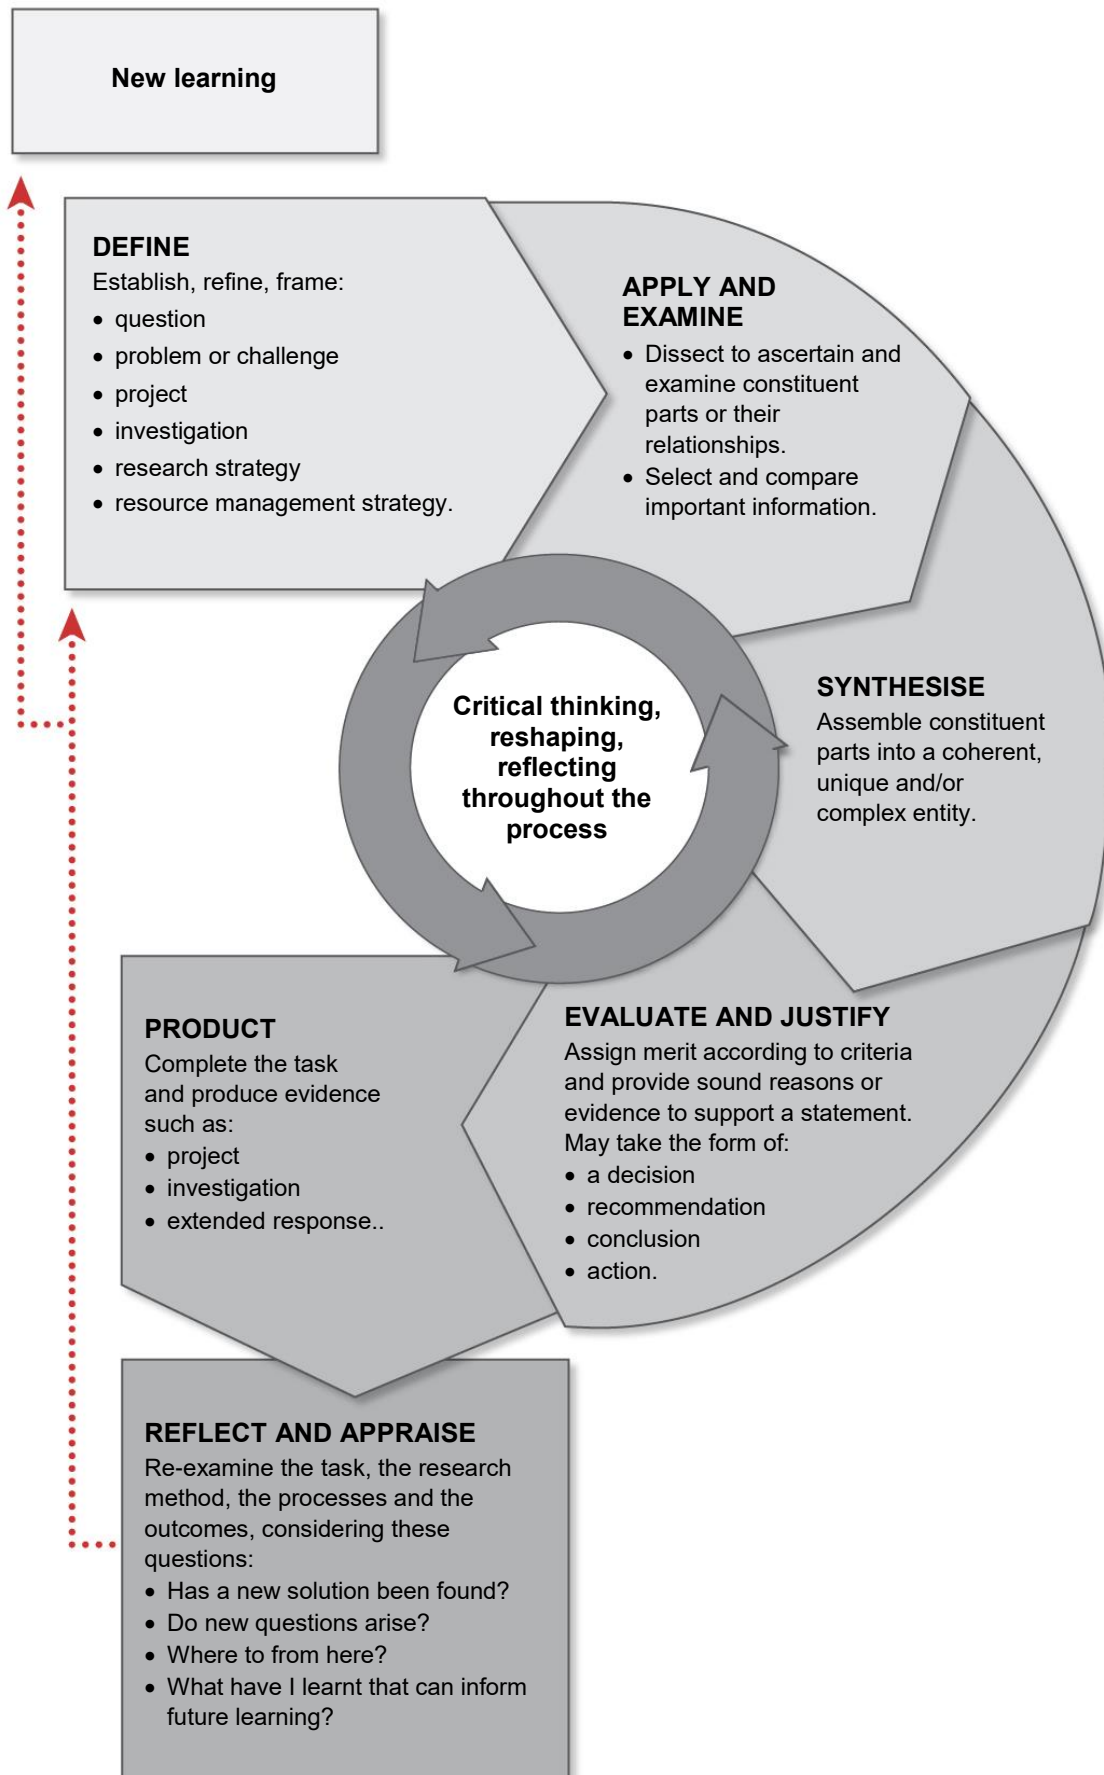 New learning
DEFINE
Establish, refine, frame:
• question
• problem or challenge
• project
• investigation
• research strategy
• resource management strategy.
APPLY AND
EXAMINE
• Dissect to ascertain and
examine constituent
parts or their
relationships.
• Select and compare
important information.
SYNTHESISE
Assemble constituent
parts into a coherent,
unique and/or
complex entity.
Critical thinking,
reshaping,
reflecting
throughout the
process
EVALUATE AND JUSTIFY
Assign merit according to criteria
and provide sound reasons or
evidence to support a statement.
May take the form of:
• a decision
• recommendation
• conclusion
• action.
PRODUCT
Complete the task
and produce evidence
such as:
• project
• investigation
• extended response..
REFLECT AND APPRAISE
Re-examine the task, the research
method, the processes and the
outcomes, considering these
questions:
• Has a new solution been found?
• Do new questions arise?
• Where to from here?
• What have I learnt that can inform
future learning?